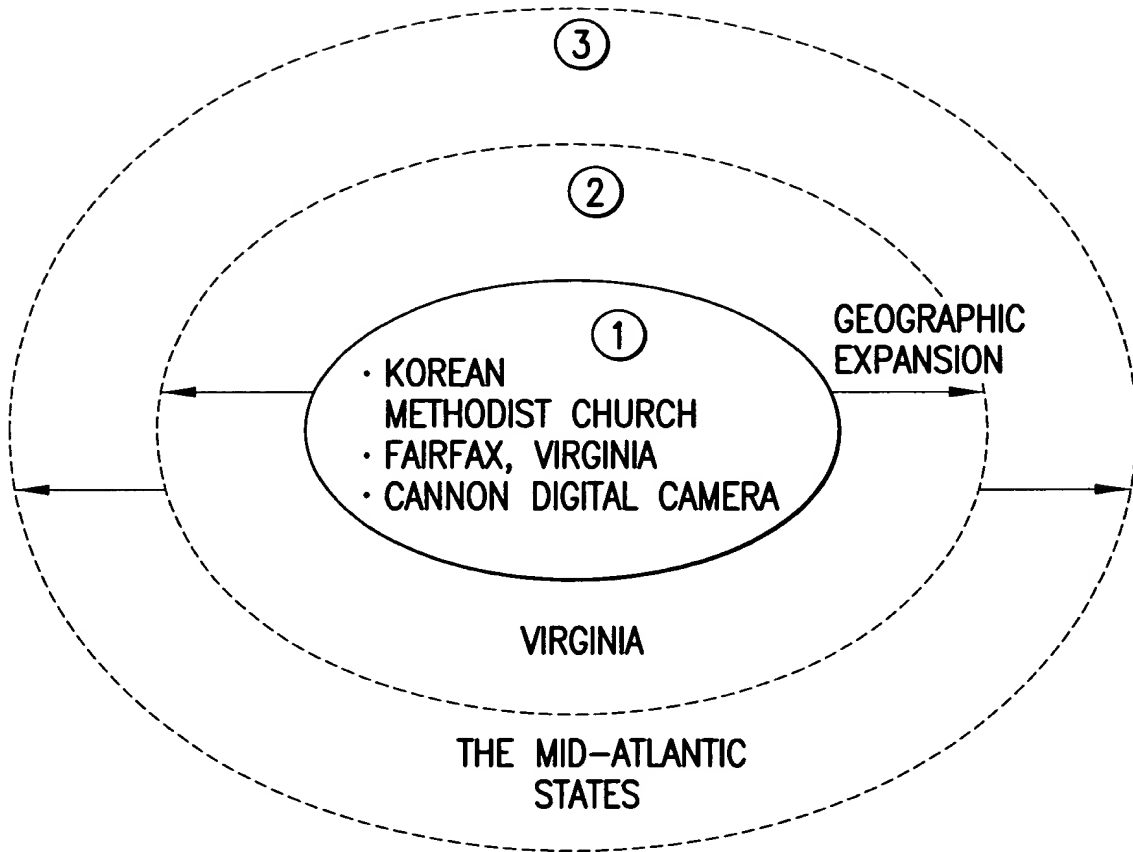 3
2
1
GEOGRAPHIC
EXPANSION
· KOREAN
METHODIST CHURCH
· FAIRFAX, VIRGINIA
· CANNON DIGITAL CAMERA
VIRGINIA
THE MID-ATLANTIC
STATES